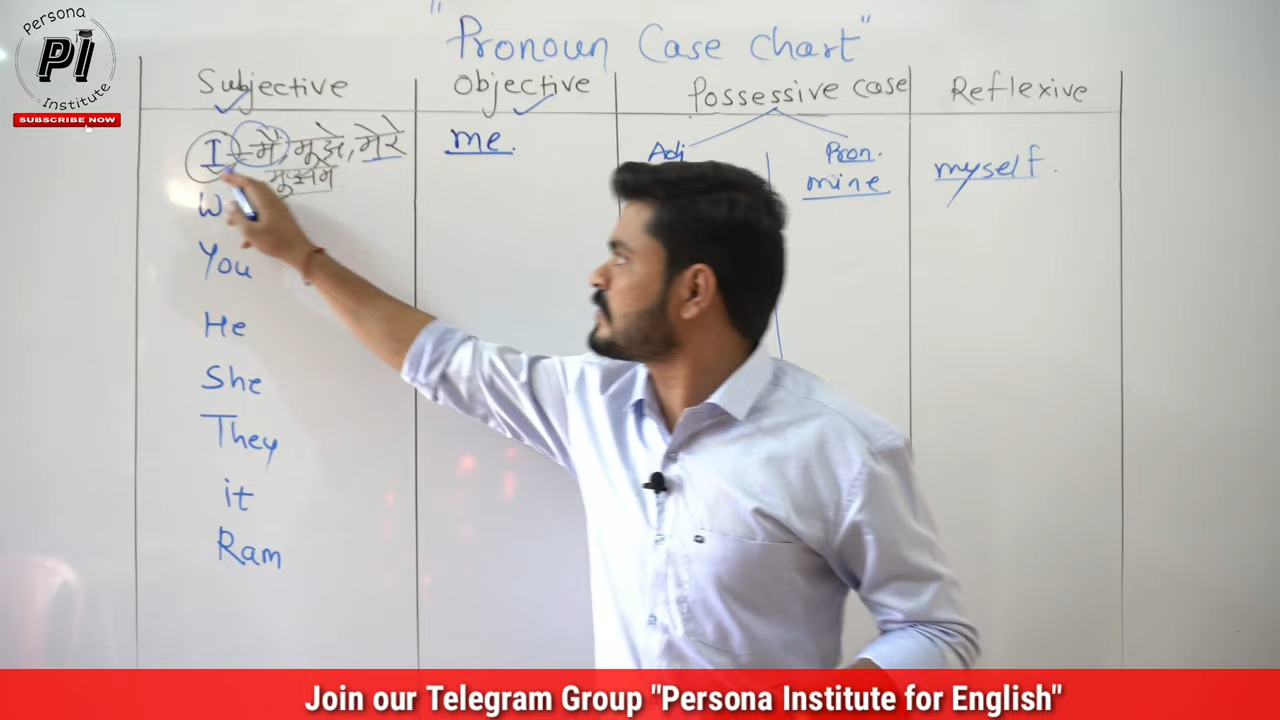 Persona
PI
Institute
SUBSCRIBE NOW
"Pronoun Case Chart"
Subjective Objective Possessive case Reflexive
I - मैं, मूझे, मेरे me. Adj Pron. myself.
mine
W
You
He
She
They
it
Ram
Join our Telegram Group "Persona Institute for English"